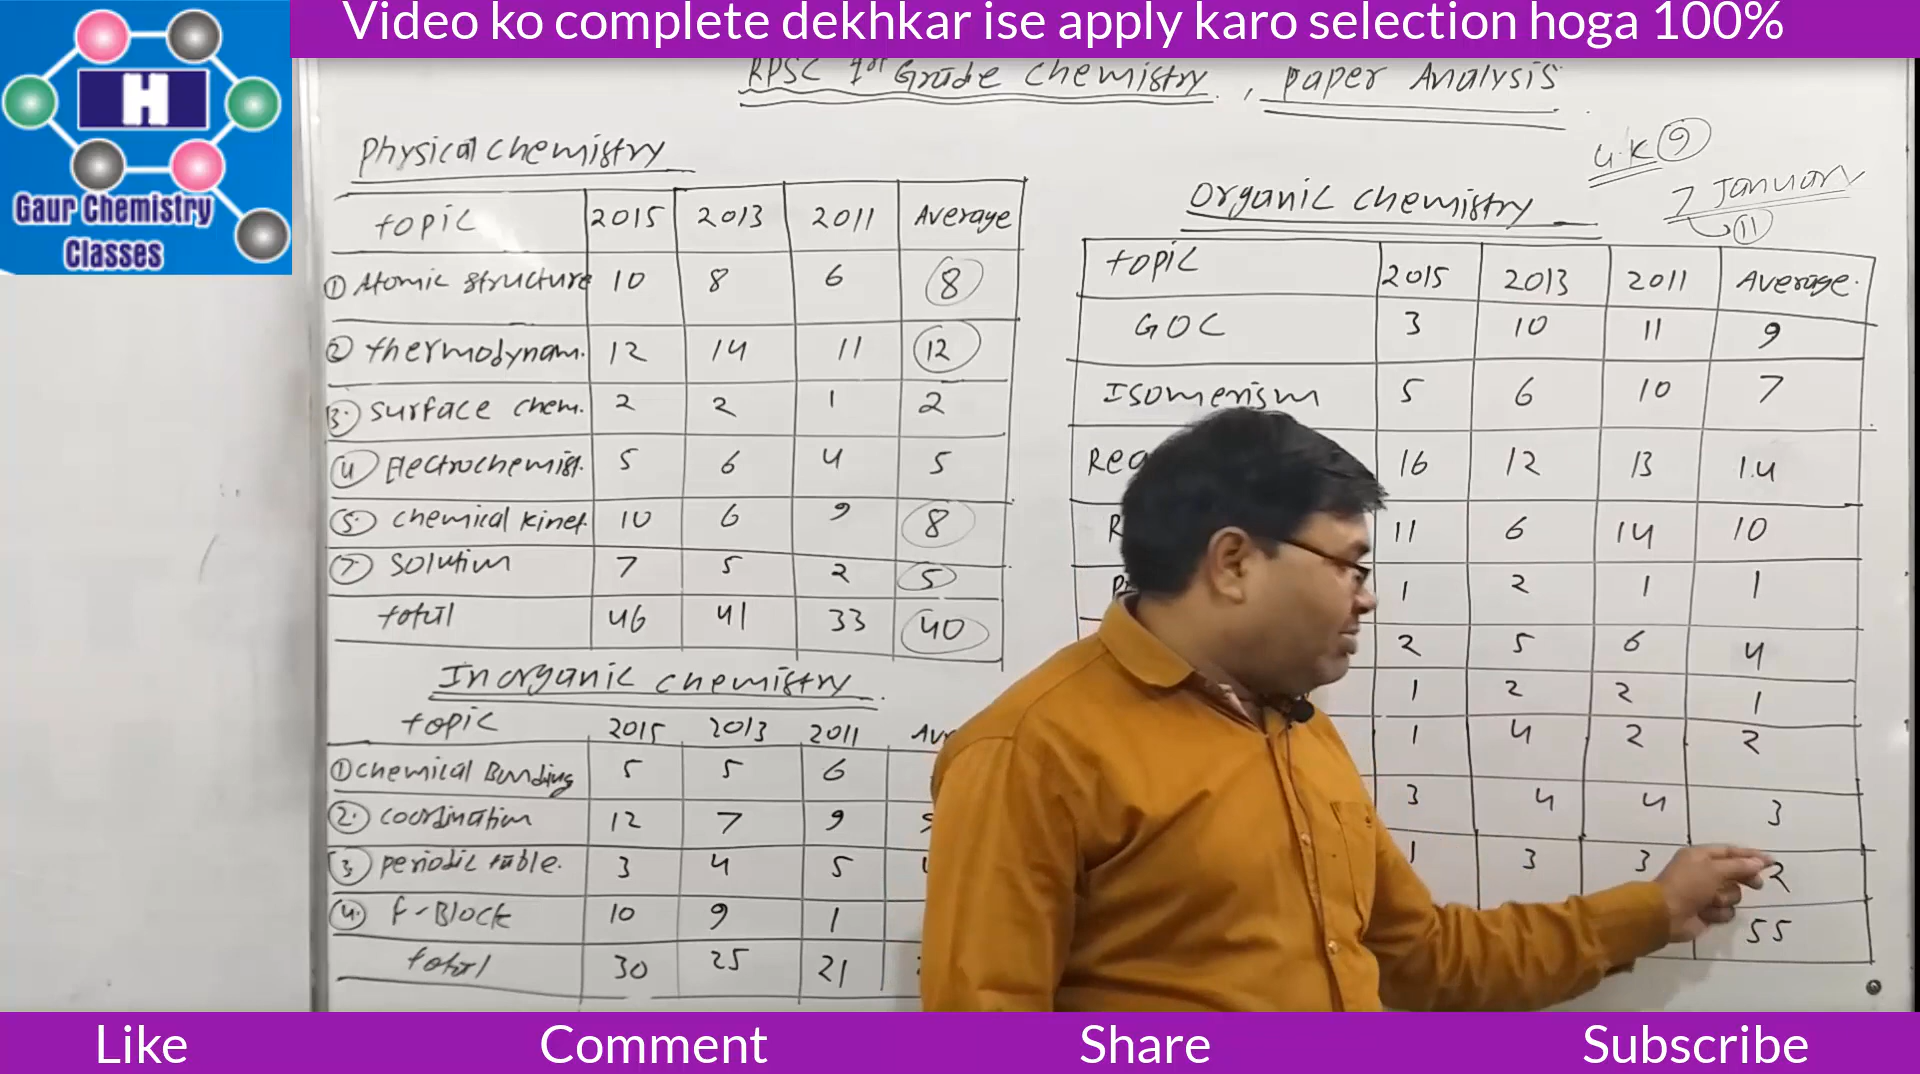 Video ko complete dekhkar ise apply karo selection hoga 100%
H
Gaur Chemistry
Classes
RPSC 1st Grade Chemistry, paper Analysis
G.K 9
7 January
11
physical chemistry
topic 2015 2013 2011 Average
1 Atomic structure 10 8 6 8
2 thermodynam. 12 14 11 12
3. surface chem. 2 2 1 2
4 Electrochemist. 5 6 4 5
5. chemical kinet. 10 6 9 8
7 solution 7 5 2 5
total 46 41 33 40
Inorganic chemistry
topic 2015 2013 2011
1 chemical Bonding 5 5 6
2. coordination 12 7 9
3 periodic table. 3 4 5
4. f-Block 10 9 1
total 30 25 21
Organic chemistry
topic 2015 2013 2011 Average.
GOC 3 10 11 9
Isomerism 5 6 10 7
16 12 13 14
11 6 14 10
1 2 1 1
2 5 6 4
1 2 2 1
1 4 2 2
3 4 4 3
1 3 3 2
55
Like Comment Share Subscribe